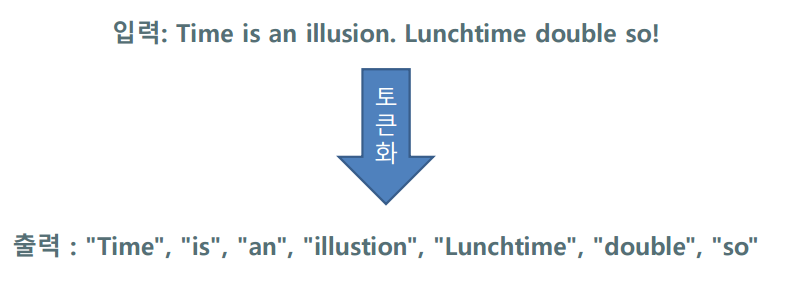 입력: Time is an illusion. Lunchtime double so!
토
큰
화
출력 : "Time", "is", "an", "illustion", "Lunchtime", "double", "so"